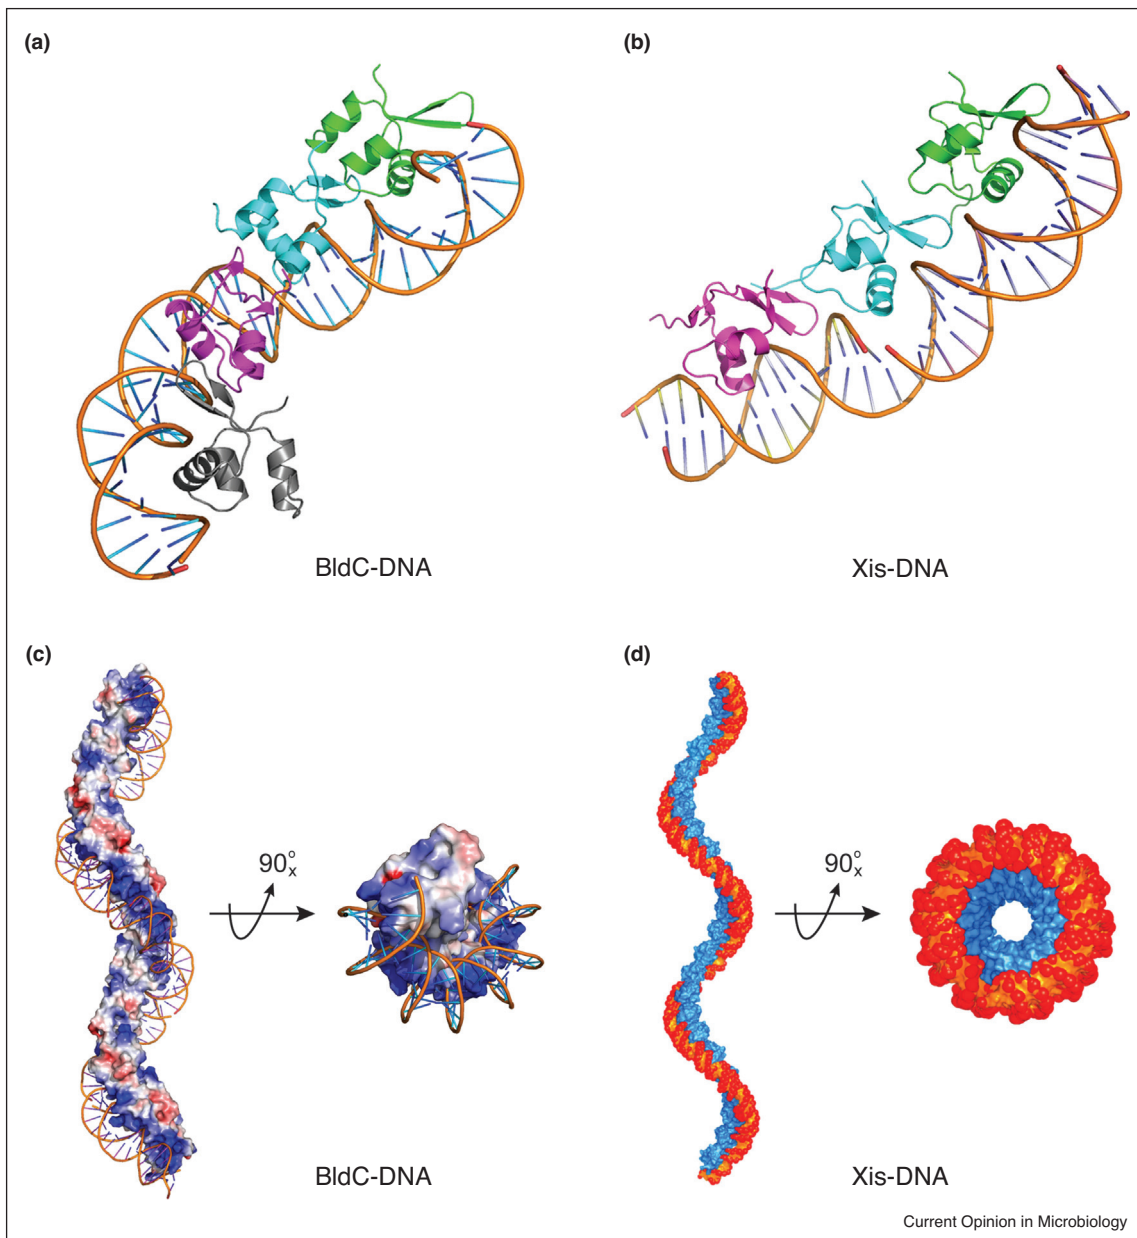 (a)
(b)
BldC-DNA
Xis-DNA
(c)
(d)
90°x
90°x
BldC-DNA
Xis-DNA
Current Opinion in Microbiology